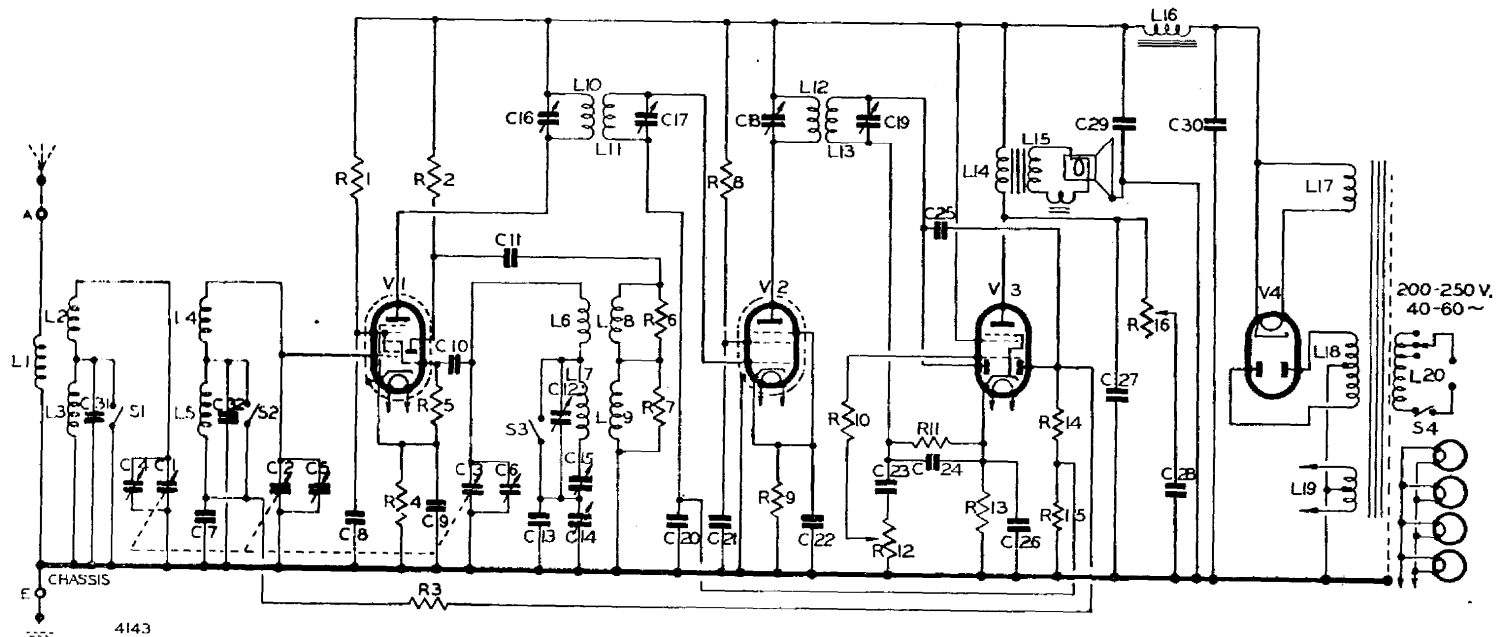 L16
L10
L12
C16
C17
C18
C19
L11
L13
C29
C30
R1
R2
R8
L14
L15
L17
A
C11
C25
V1
V2
V3
V4
200-250 V.
40-60~
L2
L4
L6
L8
R6
R16
L1
C10
L18
L20
L3
C31
S1
L5
C32
S2
R5
C12
L7
L9
R7
S3
R10
R11
R14
C27
S4
C4
C1
C2
C5
C3
C6
C15
C23
C24
C28
L19
C7
C8
R4
C9
C13
C14
C20
C21
R9
C22
R12
R13
C26
R15
CHASSIS
E
R3
4143